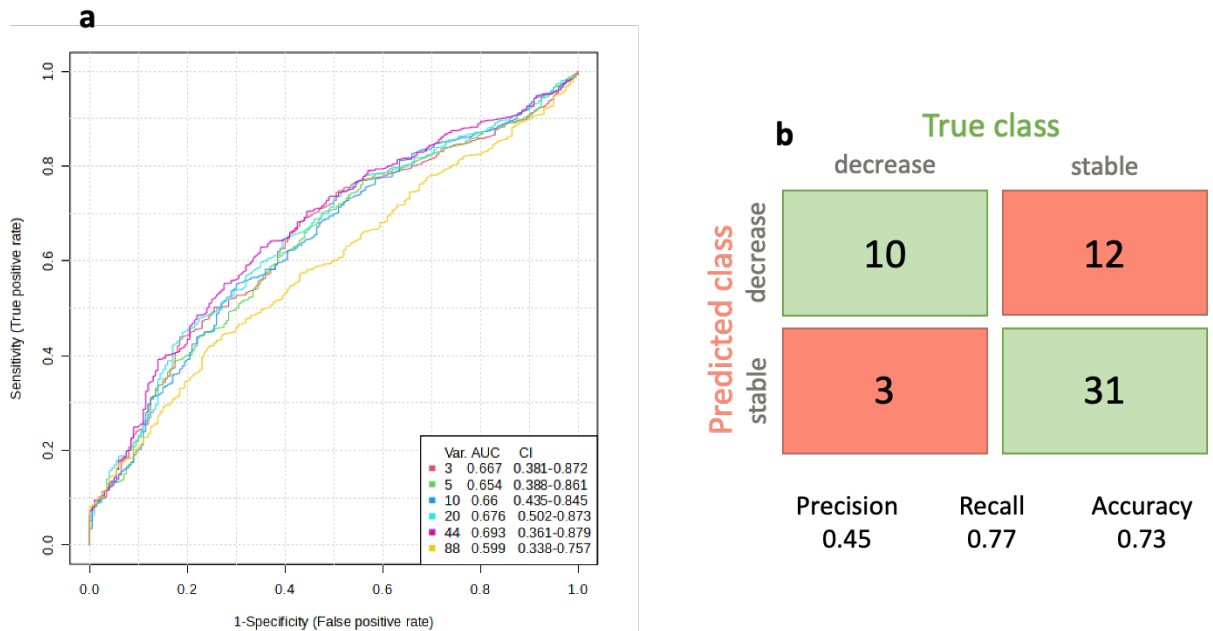 a
Sensitivity (True positive rate)
1.0
0.8
0.6
0.4
0.2
0.0
Var. AUC CI
3 0.667 0.381-0.872
5 0.654 0.388-0.861
10 0.66 0.435-0.845
20 0.676 0.502-0.873
44 0.693 0.361-0.879
88 0.599 0.338-0.757
0.0 0.2 0.4 0.6 0.8 1.0
1-Specificity (False positive rate)
b
True class
decrease stable
Predicted class
decrease
10 12
stable
3 31
Precision Recall Accuracy
0.45 0.77 0.73